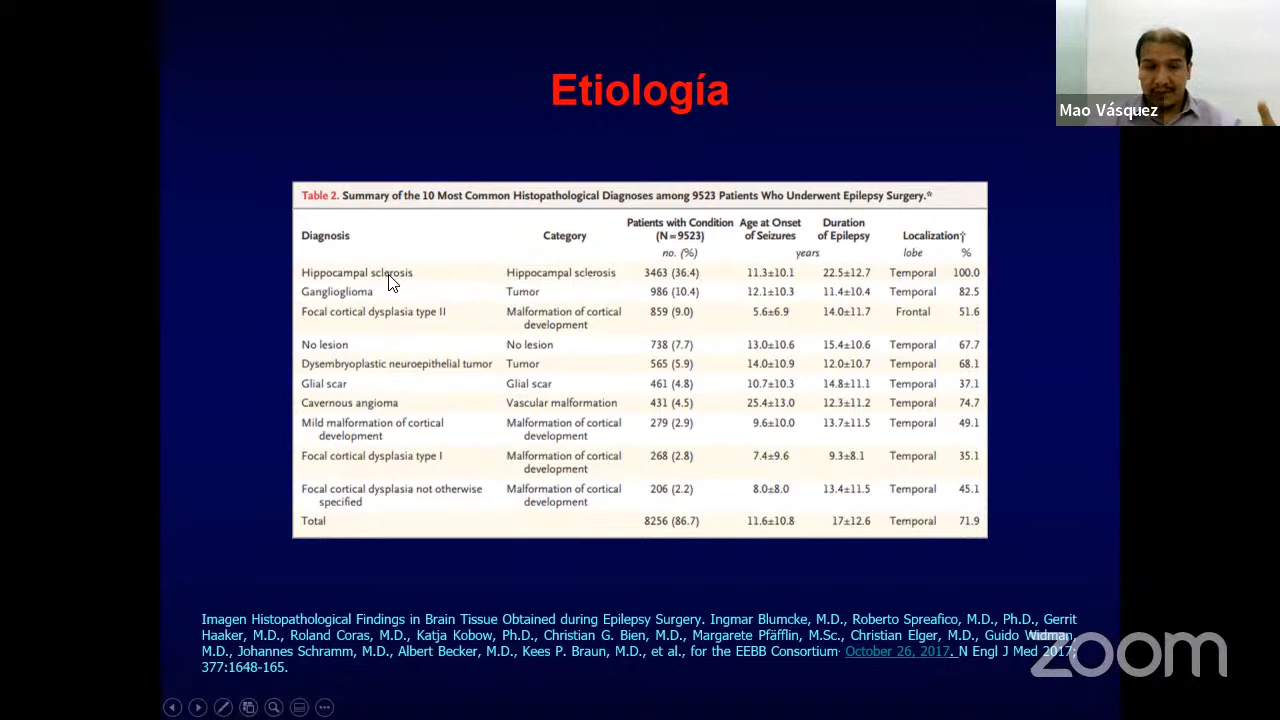 Etiología
Mao Vásquez
Table 2. Summary of the 10 Most Common Histopathological Diagnoses among 9523 Patients Who Underwent Epilepsy Surgery.*
Diagnosis Category Patients with Condition (N=9523) Age at Onset of Seizures Duration of Epilepsy Localization†
no. (%) years lobe %
Hippocampal sclerosis Hippocampal sclerosis 3463 (36.4) 11.3±10.1 22.5±12.7 Temporal 100.0
Ganglioglioma Tumor 986 (10.4) 12.1±10.3 11.4±10.4 Temporal 82.5
Focal cortical dysplasia type II Malformation of cortical development 859 (9.0) 5.6±6.9 14.0±11.7 Frontal 51.6
No lesion No lesion 738 (7.7) 13.0±10.6 15.4±10.6 Temporal 67.7
Dysembryoplastic neuroepithelial tumor Tumor 565 (5.9) 14.0±10.9 12.0±10.7 Temporal 68.1
Glial scar Glial scar 461 (4.8) 10.7±10.3 14.8±11.1 Temporal 37.1
Cavernous angioma Vascular malformation 431 (4.5) 25.4±13.0 12.3±11.2 Temporal 74.7
Mild malformation of cortical development Malformation of cortical development 279 (2.9) 9.6±10.0 13.7±11.5 Temporal 49.1
Focal cortical dysplasia type I Malformation of cortical development 268 (2.8) 7.4±9.6 9.3±8.1 Temporal 35.1
Focal cortical dysplasia not otherwise specified Malformation of cortical development 206 (2.2) 8.0±8.0 13.4±11.5 Temporal 45.1
Total 8256 (86.7) 11.6±10.8 17±12.6 Temporal 71.9
Imagen Histopathological Findings in Brain Tissue Obtained during Epilepsy Surgery. Ingmar Blumcke, M.D., Roberto Spreafico, M.D., Ph.D., Gerrit
Haaker, M.D., Roland Coras, M.D., Katja Kobow, Ph.D., Christian G. Bien, M.D., Margarete Pfäfflin, M.Sc., Christian Elger, M.D., Guido Widman,
M.D., Johannes Schramm, M.D., Albert Becker, M.D., Kees P. Braun, M.D., et al., for the EEBB Consortium· October 26, 2017. N Engl J Med 2017;
377:1648-165.
zoom